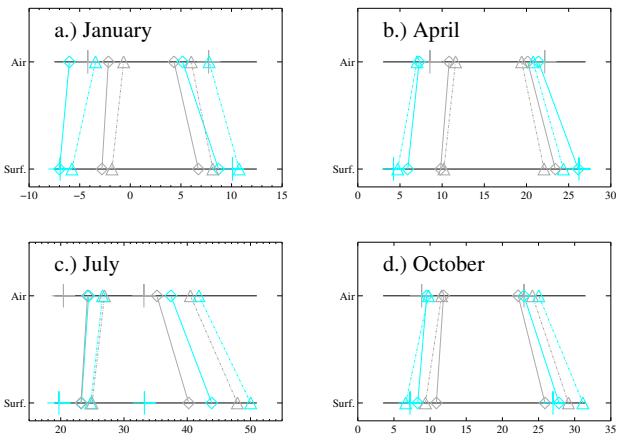 a.) January
b.) April
Air
Air
Surf.
Surf.
−10 −5 0 5 10 15
0 5 10 15 20 25 30
c.) July
d.) October
Air
Air
Surf.
Surf.
20 30 40 50
0 5 10 15 20 25 30 35